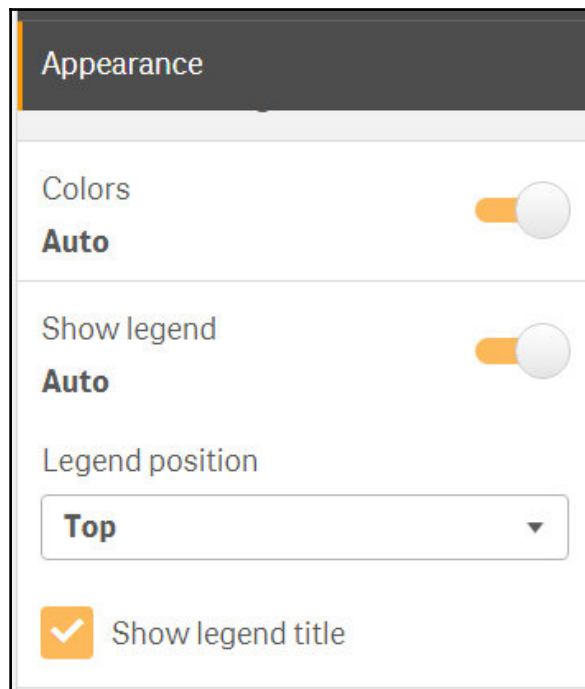 Appearance
Colors
Auto
Show legend
Auto
Legend position
Top
Show legend title